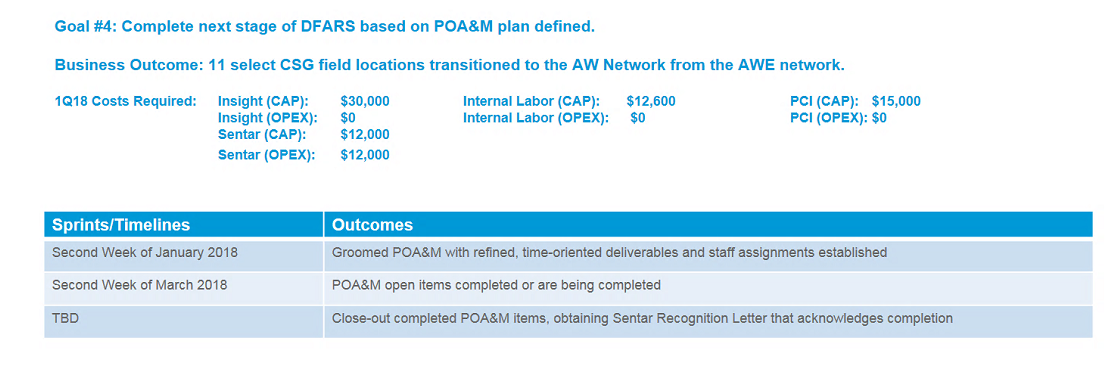 Goal #4: Complete next stage of DFARS based on POA&M plan defined.
Business Outcome: 11 select CSG field locations transitioned to the AW Network from the AWE network.
1Q18 Costs Required: Insight (CAP): $30,000 Internal Labor (CAP): $12,600 PCI (CAP): $15,000
Insight (OPEX): $0 Internal Labor (OPEX): $0 PCI (OPEX): $0
Sentar (CAP): $12,000
Sentar (OPEX): $12,000
Sprints/Timelines Outcomes
Second Week of January 2018 Groomed POA&M with refined, time-oriented deliverables and staff assignments established
Second Week of March 2018 POA&M open items completed or are being completed
TBD Close-out completed POA&M items, obtaining Sentar Recognition Letter that acknowledges completion